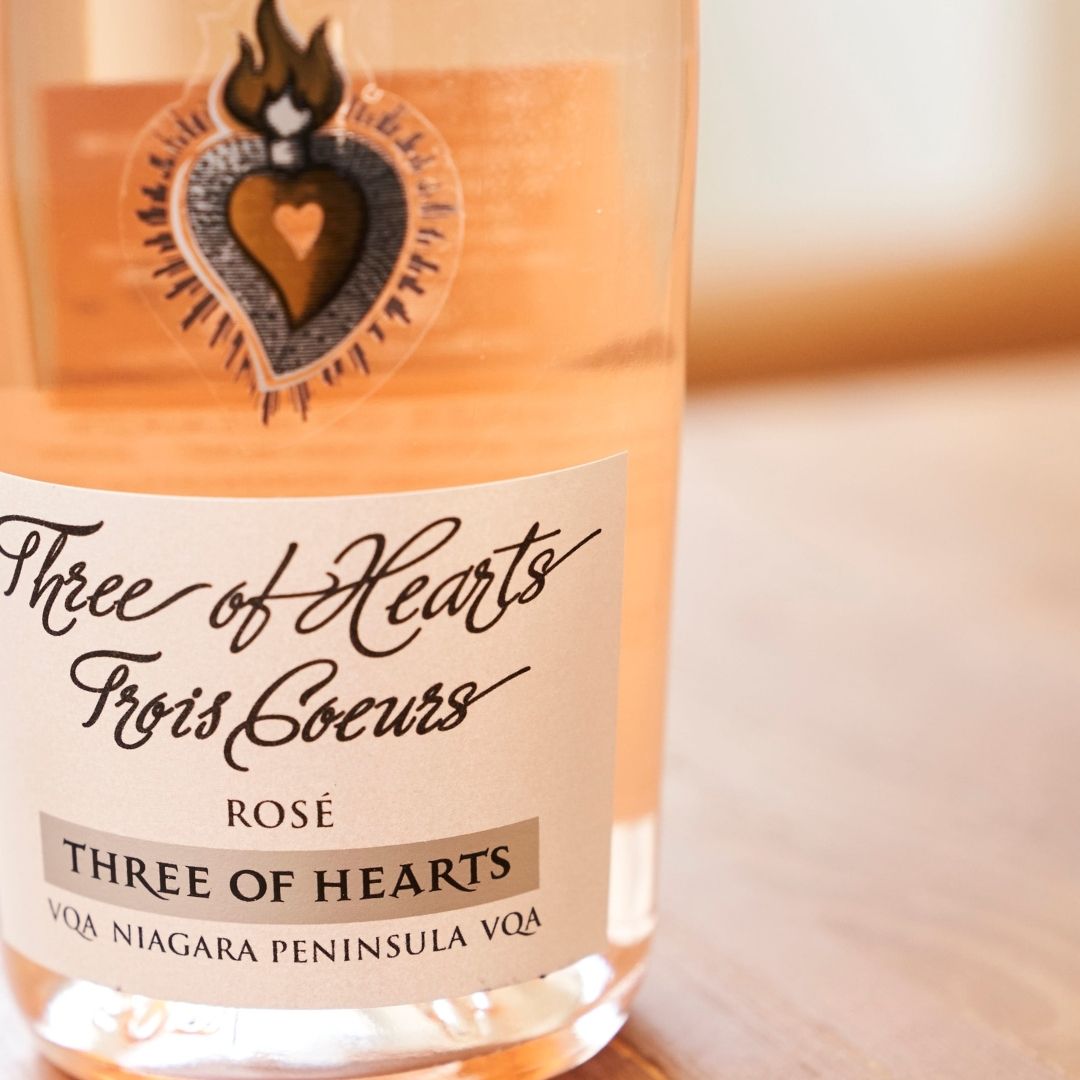 Three of Hearts
Trois Coeurs
ROSÉ
THREE OF HEARTS
VQA NIAGARA PENINSULA VQA